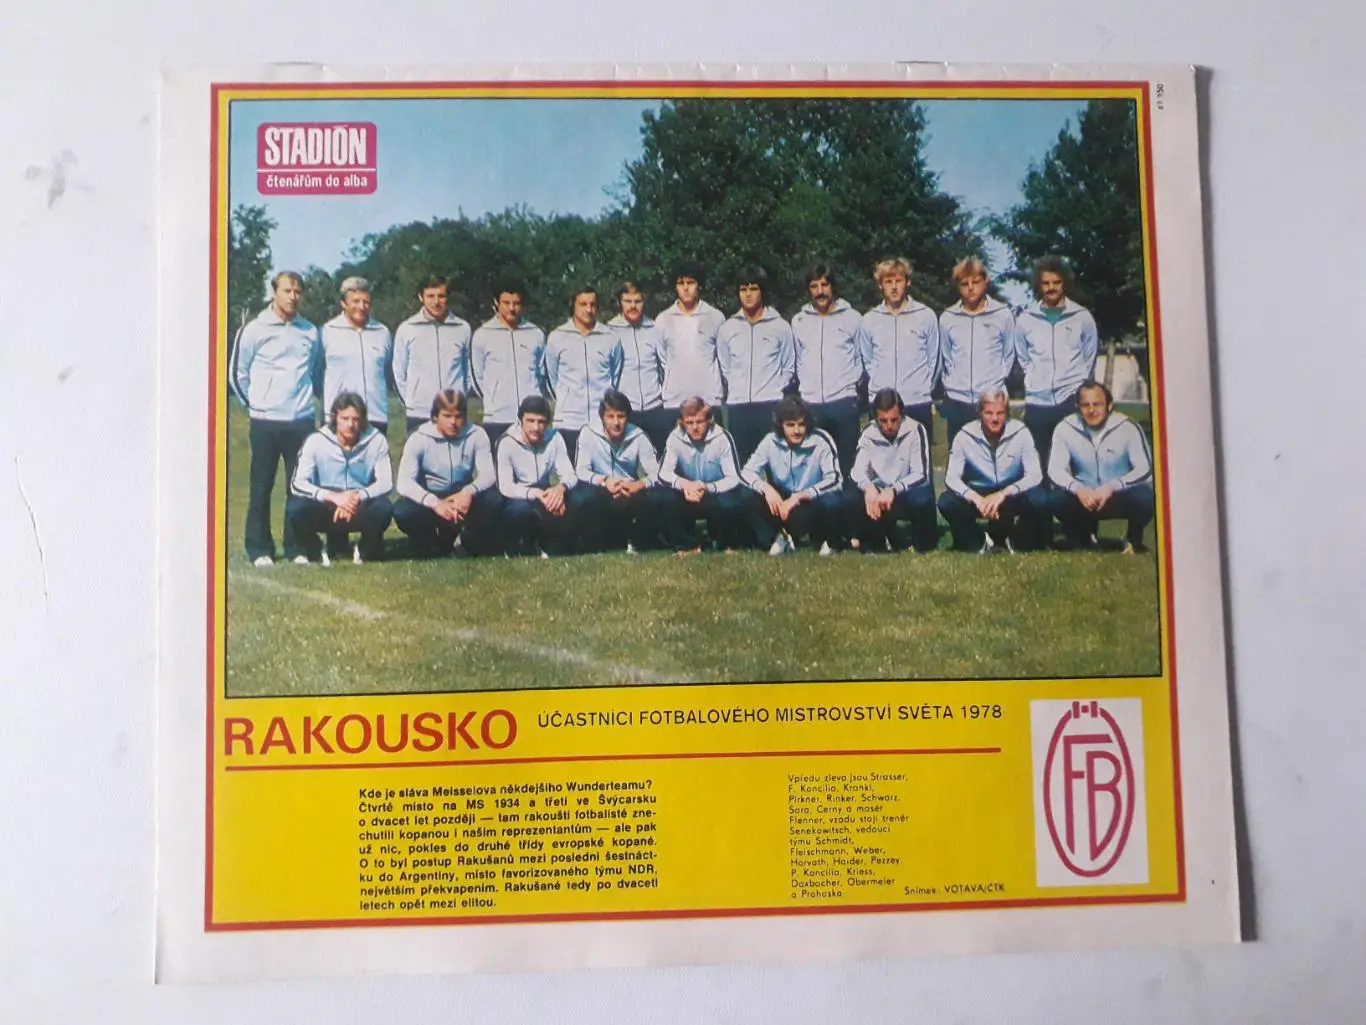 47 550
STADIÓN
čtenářům do alba
RAKOUSKO
ÚČASTNÍCI FOTBALOVÉHO MISTROVSTVÍ SVĚTA 1978
Kde je sláva Meisselova někdejšího Wunderteamu?
Čtvrté místo na MS 1934 a třetí ve Švýcarsku
o dvacet let později — tam rakouští fotbalisté zne-
chutili kopanou i našim reprezentantům — ale pak
už nic, pokles do druhé třídy evropské kopané.
O to byl postup Rakušanů mezi poslední šestnáct-
ku do Argentiny, místo favorizovaného týmu NDR,
největším překvapením. Rakušané tedy po dvaceti
letech opět mezi elitou.
Vpředu zleva jsou Strasser,
F. Koncilia, Krankl,
Pirkner, Rinker, Schwarz,
Sara, Cerny a masér
Flenner, vzadu stojí trenér
Senekowitsch, vedoucí
týmu Schmidt,
Fleischmann, Weber,
Horvath, Haider, Pezzey,
P. Koncilia, Kriess,
Daxbacher, Obermeier
a Prohaska
Snímek: VOTAVA/ČTK
FB